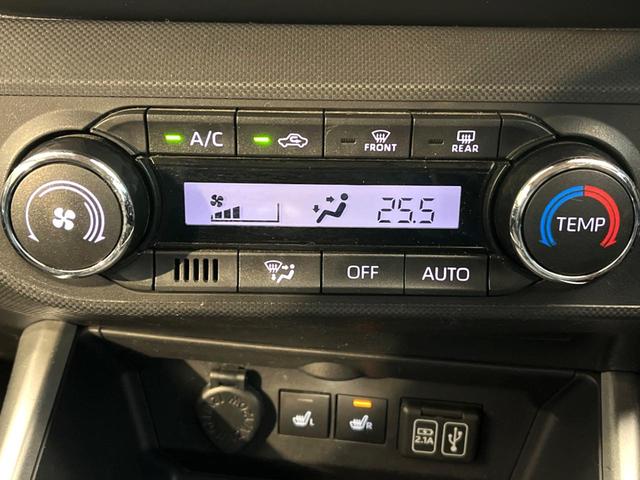 A/C
FRONT
REAR
25.5
TEMP
OFF
AUTO
L
R
2.1A